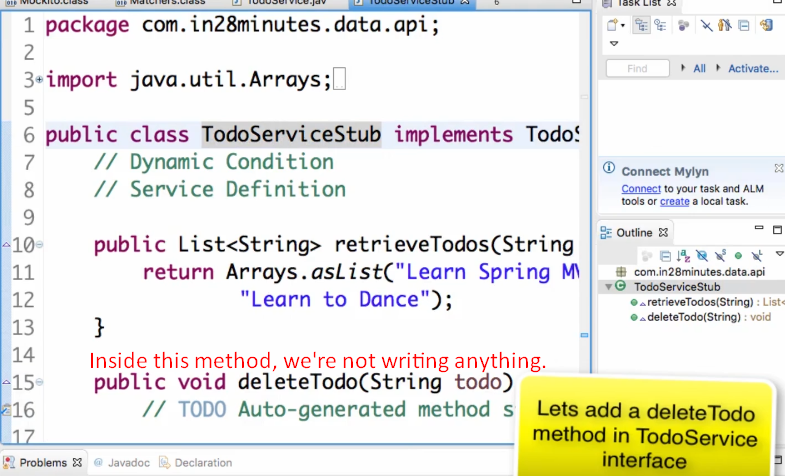 Mockito.class
Matchers.class
TodoService.jav
TodoServiceStub
6
Task List
1 package com.in28minutes.data.api;
2
3 import java.util.Arrays;
5
6 public class TodoServiceStub implements TodoS
7 // Dynamic Condition
8 // Service Definition
9
10 public List<String> retrieveTodos(String
11 return Arrays.asList("Learn Spring MV
12 "Learn to Dance");
13 }
14
Inside this method, we're not writing anything.
15 public void deleteTodo(String todo)
16 // TODO Auto-generated method s
17
Find
All
Activate...
Connect Mylyn
Connect to your task and ALM
tools or create a local task.
Outline
com.in28minutes.data.api
TodoServiceStub
retrieveTodos(String) : List<
deleteTodo(String) : void
Lets add a deleteTodo
method in TodoService
interface
Problems
@ Javadoc
Declaration